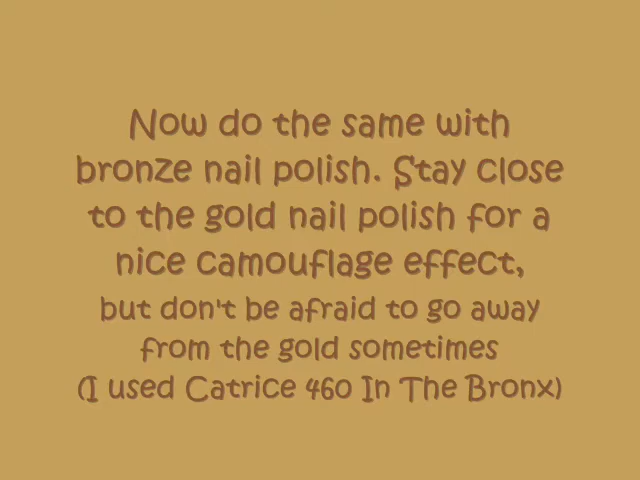 Now do the same with
bronze nail polish. Stay close
to the gold nail polish for a
nice camouflage effect,
but don't be afraid to go away
from the gold sometimes
(I used Catrice 460 In The Bronx)